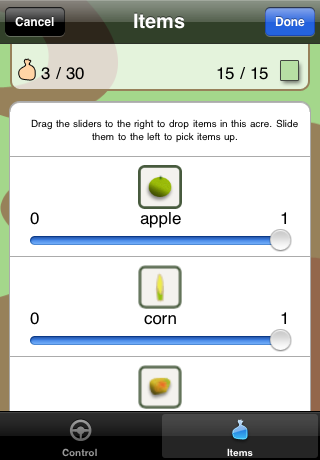 Cancel Items Done
3 / 30 15 / 15
Drag the sliders to the right to drop items in this acre. Slide
them to the left to pick items up.
0 apple 1
0 corn 1
Control Items